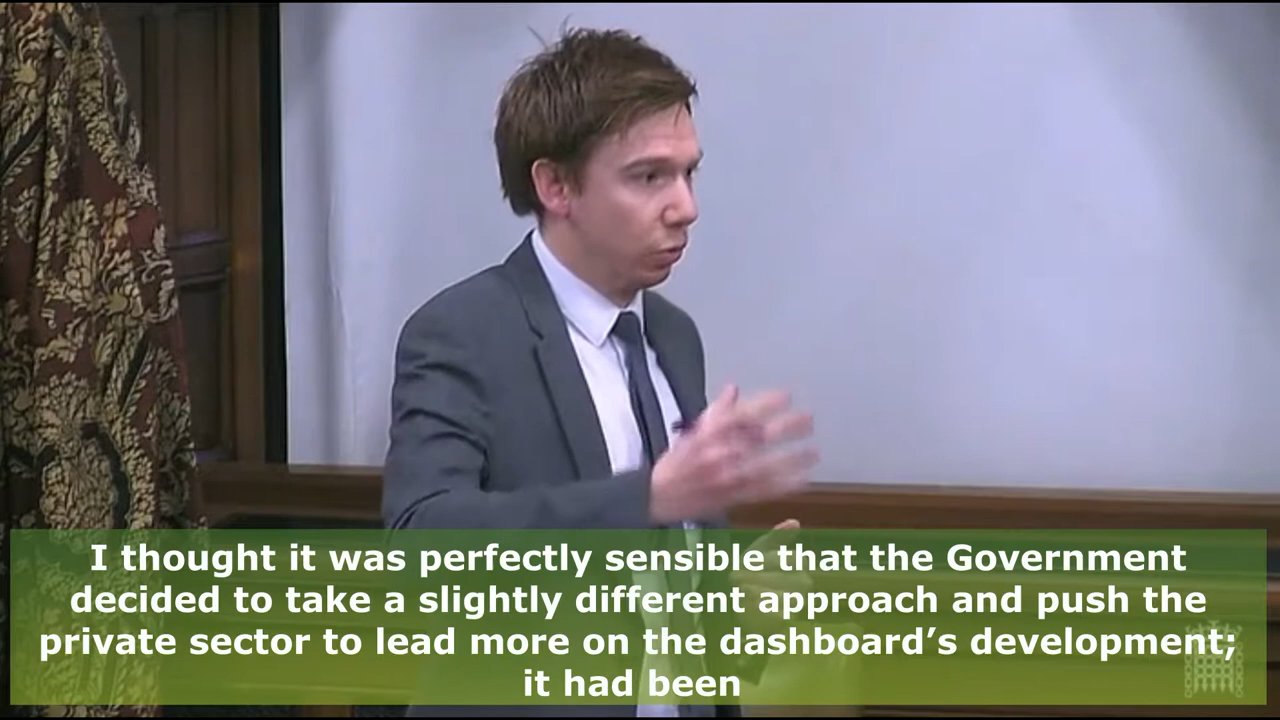 I thought it was perfectly sensible that the Government
decided to take a slightly different approach and push the
private sector to lead more on the dashboard’s development;
it had been